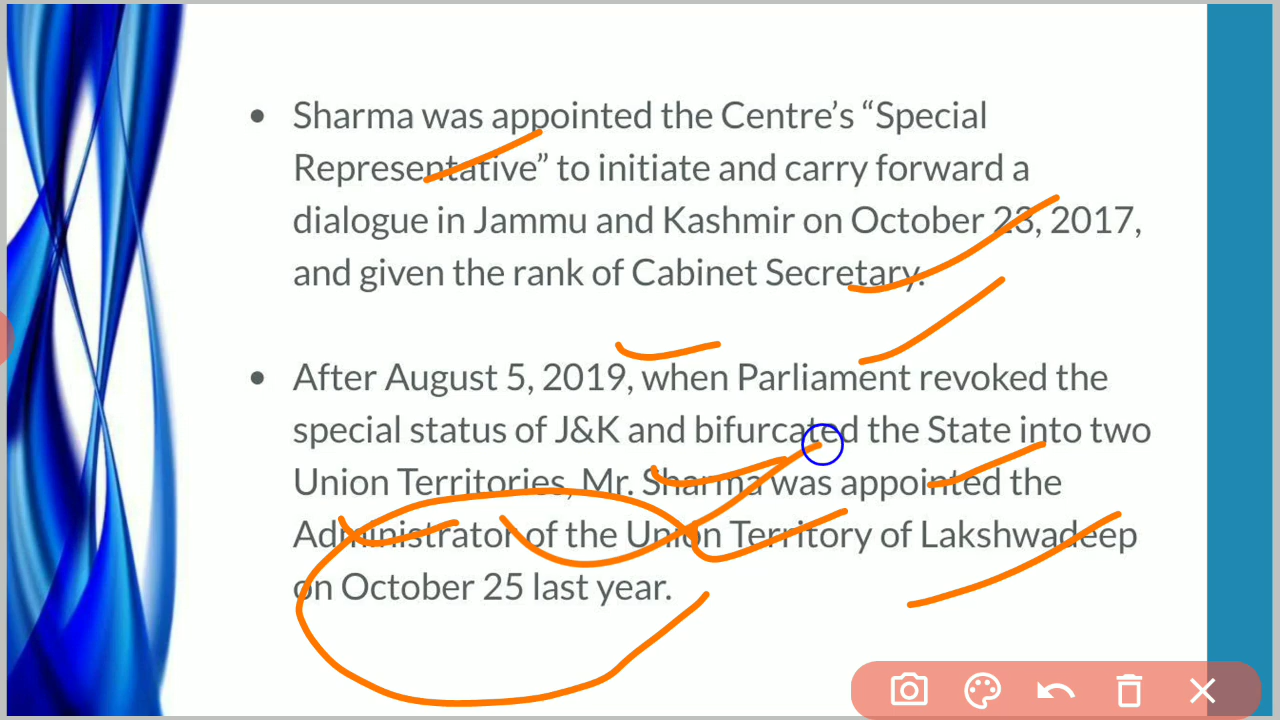 Sharma was appointed the Centre’s “Special
Representative” to initiate and carry forward a
dialogue in Jammu and Kashmir on October 23, 2017,
and given the rank of Cabinet Secretary.
After August 5, 2019, when Parliament revoked the
special status of J&K and bifurcated the State into two
Union Territories, Mr. Sharma was appointed the
Administrator of the Union Territory of Lakshwadeep
on October 25 last year.